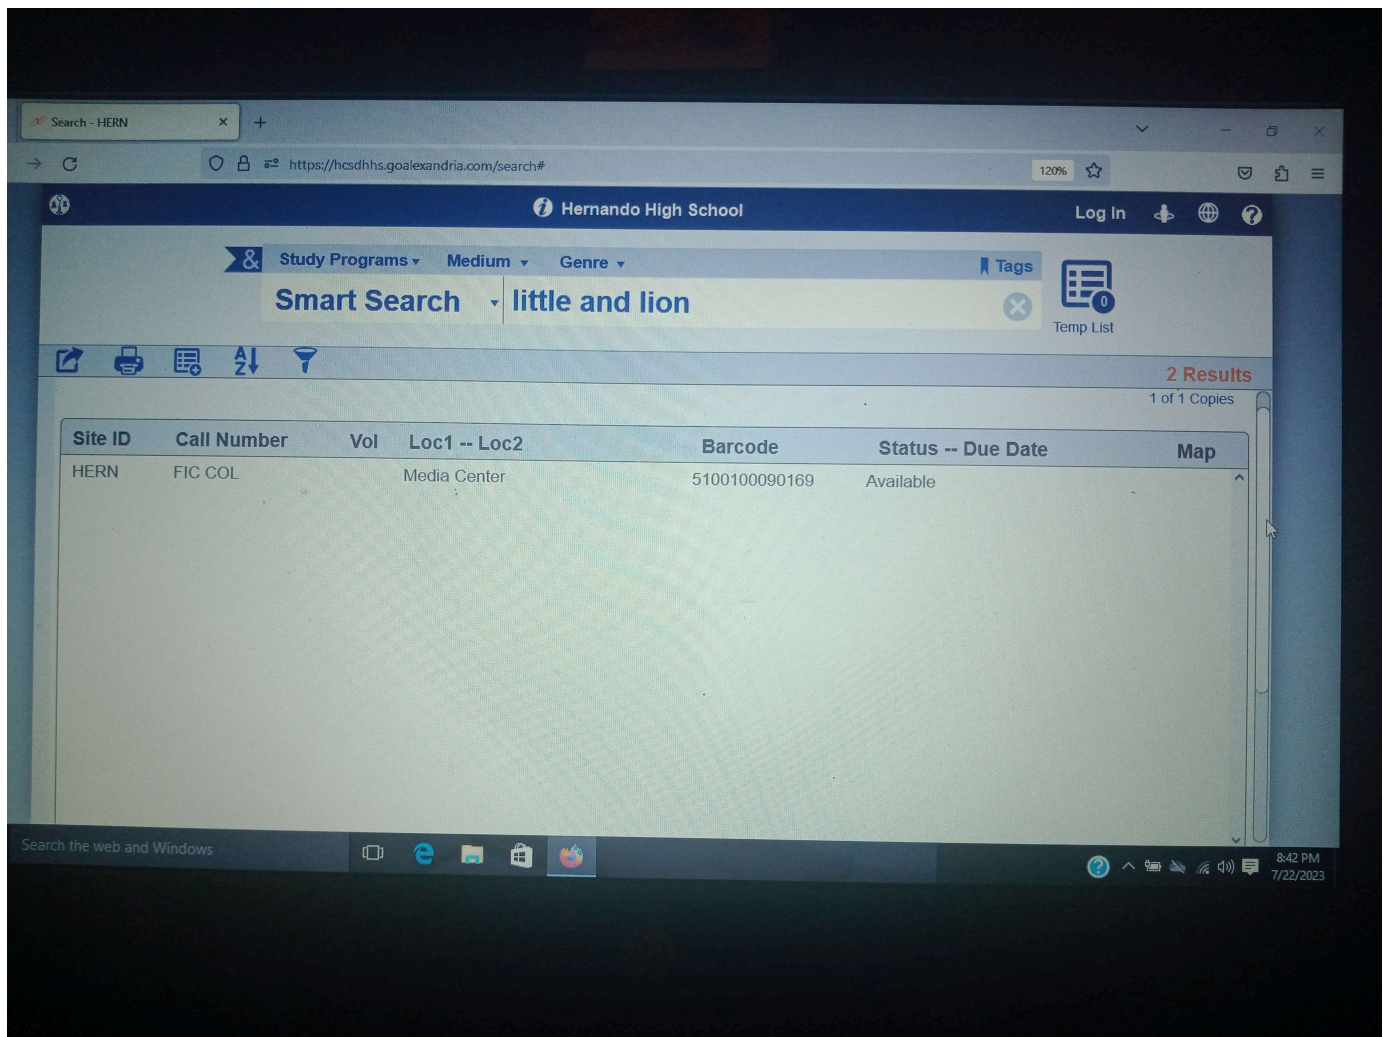 Search - HERN
https://hcsdhhs.goalexandria.com/search#
120%
Hernando High School
Log In
& Study Programs Medium Genre Tags
Smart Search little and lion
0
Temp List
2 Results
1 of 1 Copies
Site ID Call Number Vol Loc1 -- Loc2 Barcode Status -- Due Date Map
HERN FIC COL Media Center 5100100090169 Available
Search the web and Windows
8:42 PM
7/22/2023